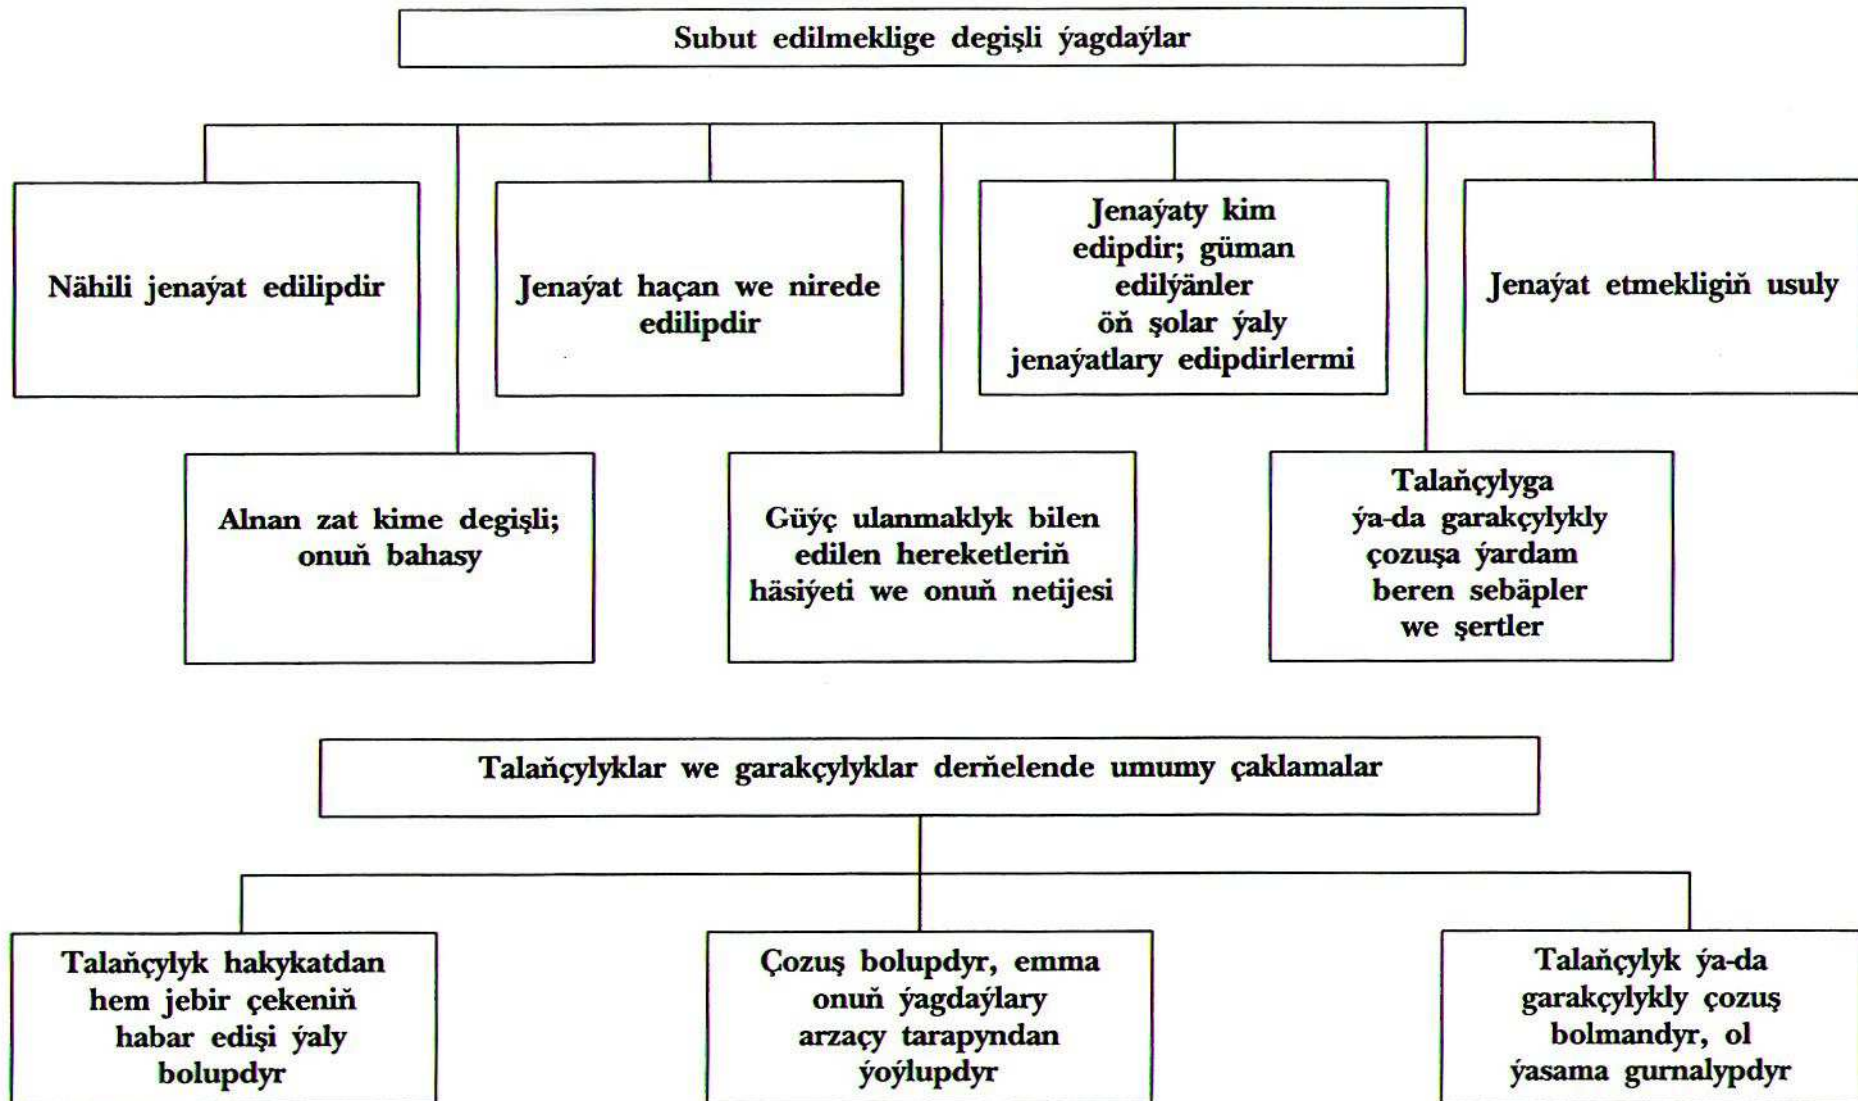 Subut edilmeklige degişli ýagdaýlar
Nähili jenaýat edilipdir
Jenaýat haçan we nirede
edilipdir
Jenaýaty kim
edipdir; güman
edilýänler
öň şolar ýaly
jenaýatlary edipdirlermi
Jenaýat etmekligiň usuly
Alnan zat kime degişli;
onuň bahasy
Güýç ulanmaklyk bilen
edilen hereketleriň
häsiýeti we onuň netijesi
Talaňçylyga
ýa-da garakçylykly
çozuşa ýardam
beren sebäpler
we şertler
Talaňçylyklar we garakçylyklar derňelende umumy çaklamalar
Talaňçylyk hakykatdan
hem jebir çekeniň
habar edişi ýaly
bolupdyr
Çozuş bolupdyr, emma
onuň ýagdaýlary
arzaçy tarapyndan
ýoýlupdyr
Talaňçylyk ýa-da
garakçylykly çozuş
bolmandyr, ol
ýasama gurnalypdyr